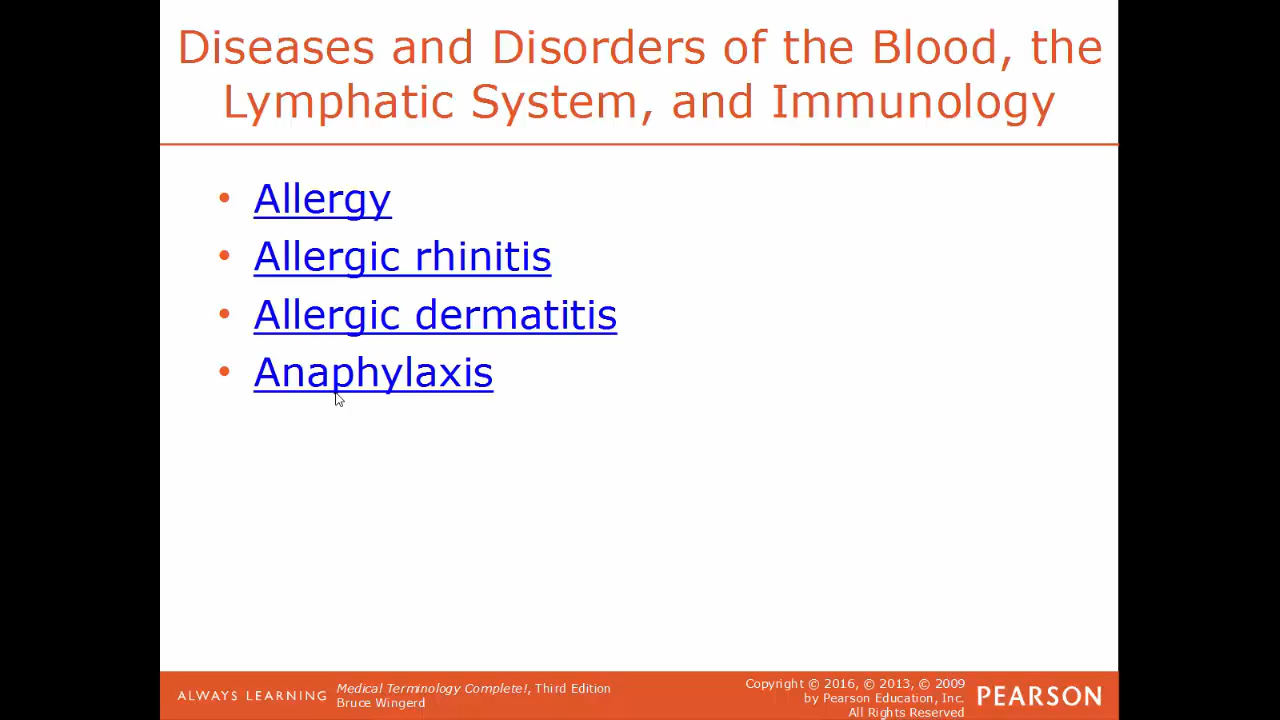 Diseases and Disorders of the Blood, the
Lymphatic System, and Immunology
• Allergy
• Allergic rhinitis
• Allergic dermatitis
• Anaphylaxis
ALWAYS LEARNING
Medical Terminology Complete!, Third Edition
Bruce Wingerd
Copyright © 2016, © 2013, © 2009
by Pearson Education, Inc.
All Rights Reserved
PEARSON